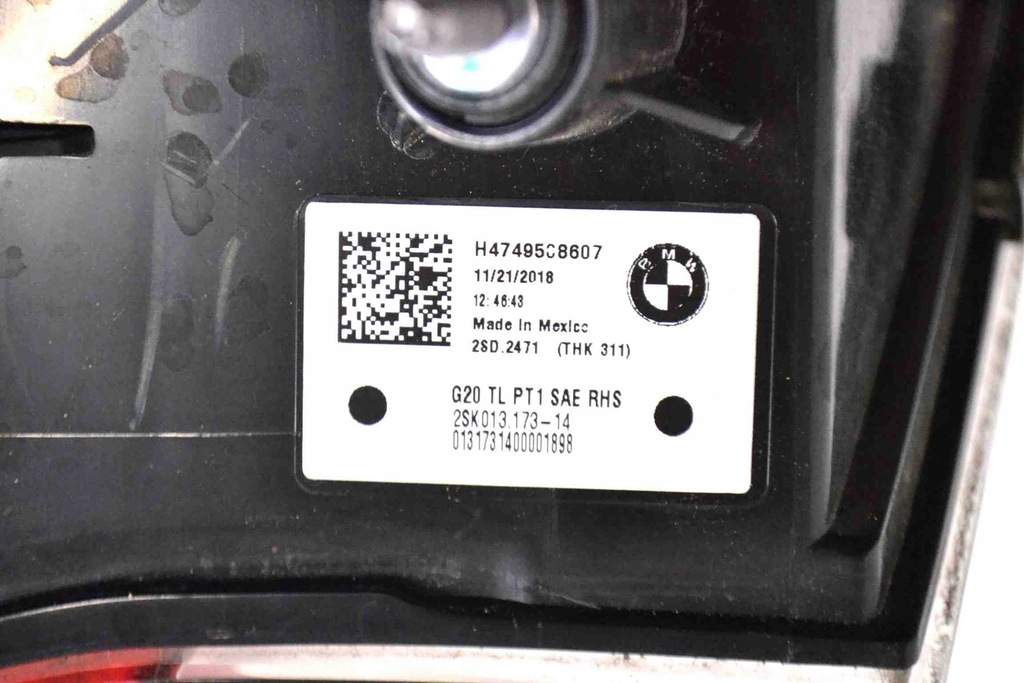 H4749508607
11/21/2018
12:46:43
Made In Mexico
2SD.2471 (THK 311)
BMW
G20 TL PT1 SAE RHS
2SK013.173-14
0131731400001898